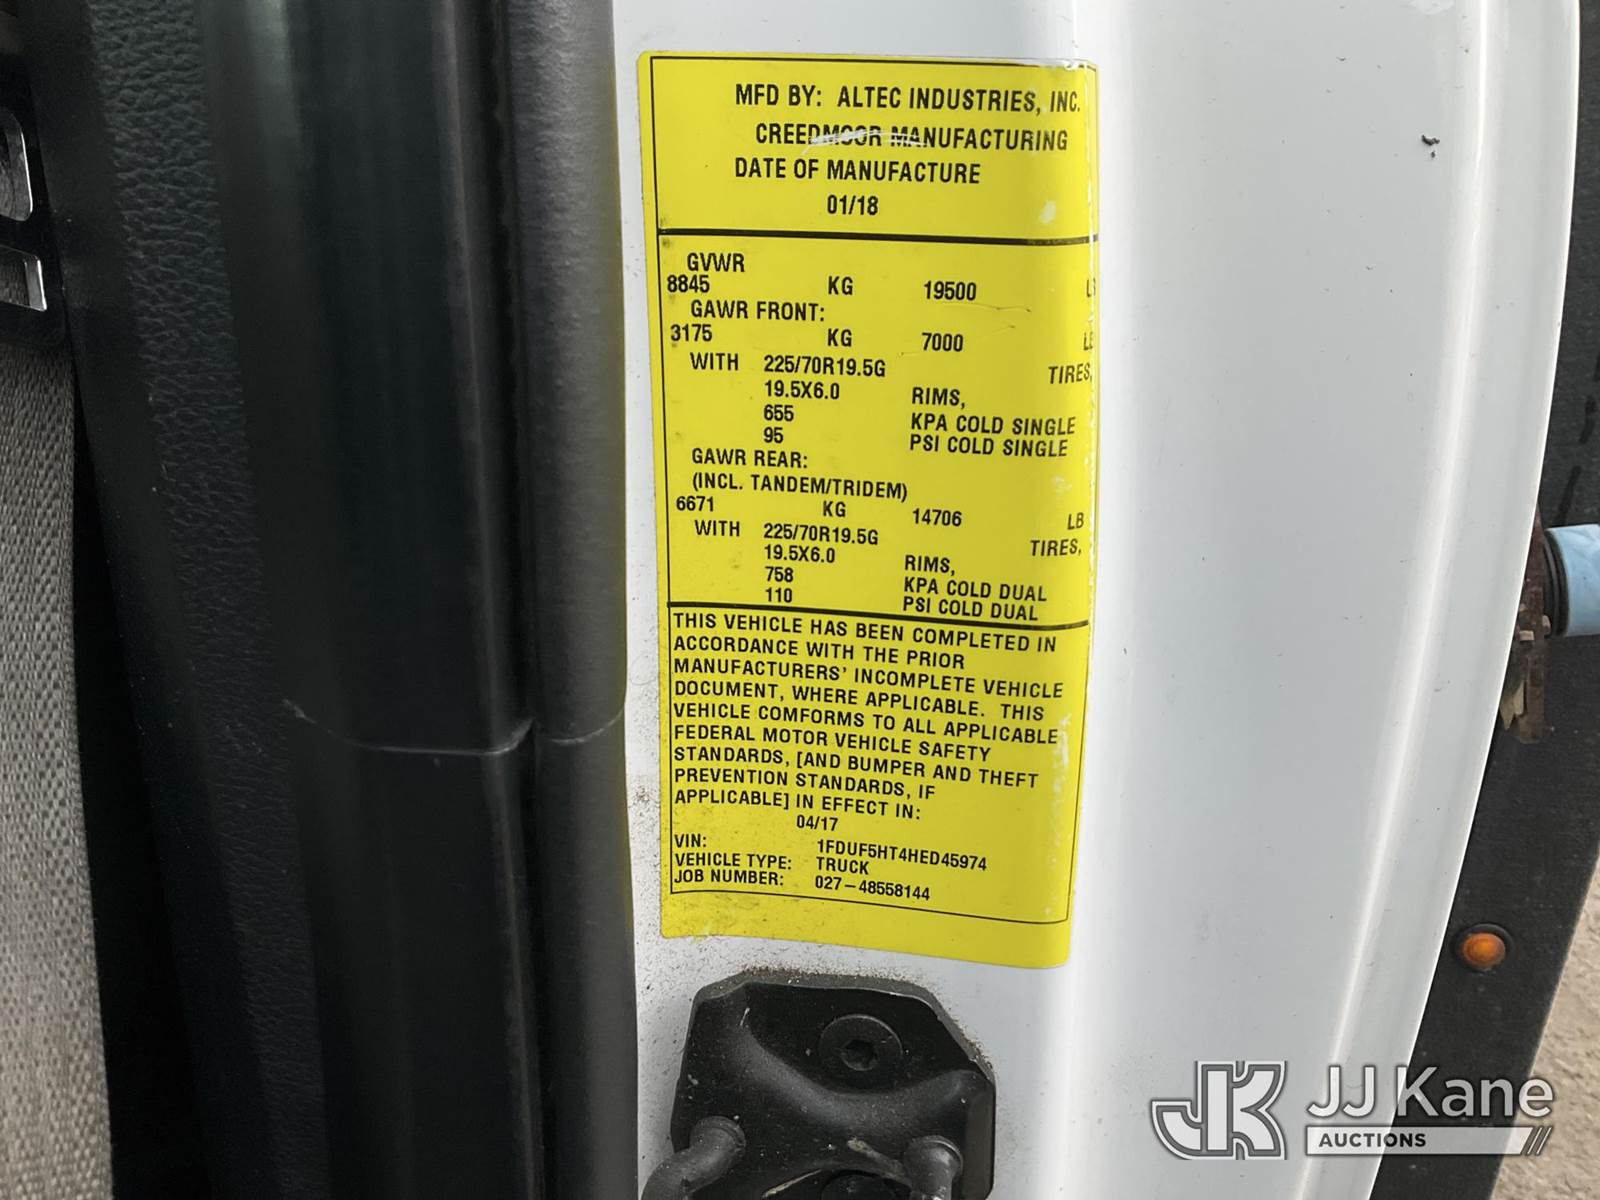 MFD BY: ALTEC INDUSTRIES, INC.
CREEDMOOR MANUFACTURING
DATE OF MANUFACTURE
01/18
GVWR
8845 KG 19500
GAWR FRONT:
3175 KG 7000
WITH 225/70R19.5G TIRES,
19.5X6.0 RIMS,
655 KPA COLD SINGLE
95 PSI COLD SINGLE
GAWR REAR:
(INCL. TANDEM/TRIDEM)
6671 KG 14706 LB
WITH 225/70R19.5G TIRES,
19.5X6.0 RIMS,
758 KPA COLD DUAL
110 PSI COLD DUAL
THIS VEHICLE HAS BEEN COMPLETED IN
ACCORDANCE WITH THE PRIOR
MANUFACTURERS' INCOMPLETE VEHICLE
DOCUMENT, WHERE APPLICABLE. THIS
VEHICLE COMFORMS TO ALL APPLICABLE
FEDERAL MOTOR VEHICLE SAFETY
STANDARDS, [AND BUMPER AND THEFT
PREVENTION STANDARDS, IF
APPLICABLE] IN EFFECT IN:
04/17
VIN: 1FDUF5HT4HED45974
VEHICLE TYPE: TRUCK
JOB NUMBER: 027-48558144
JK JJ Kane
AUCTIONS